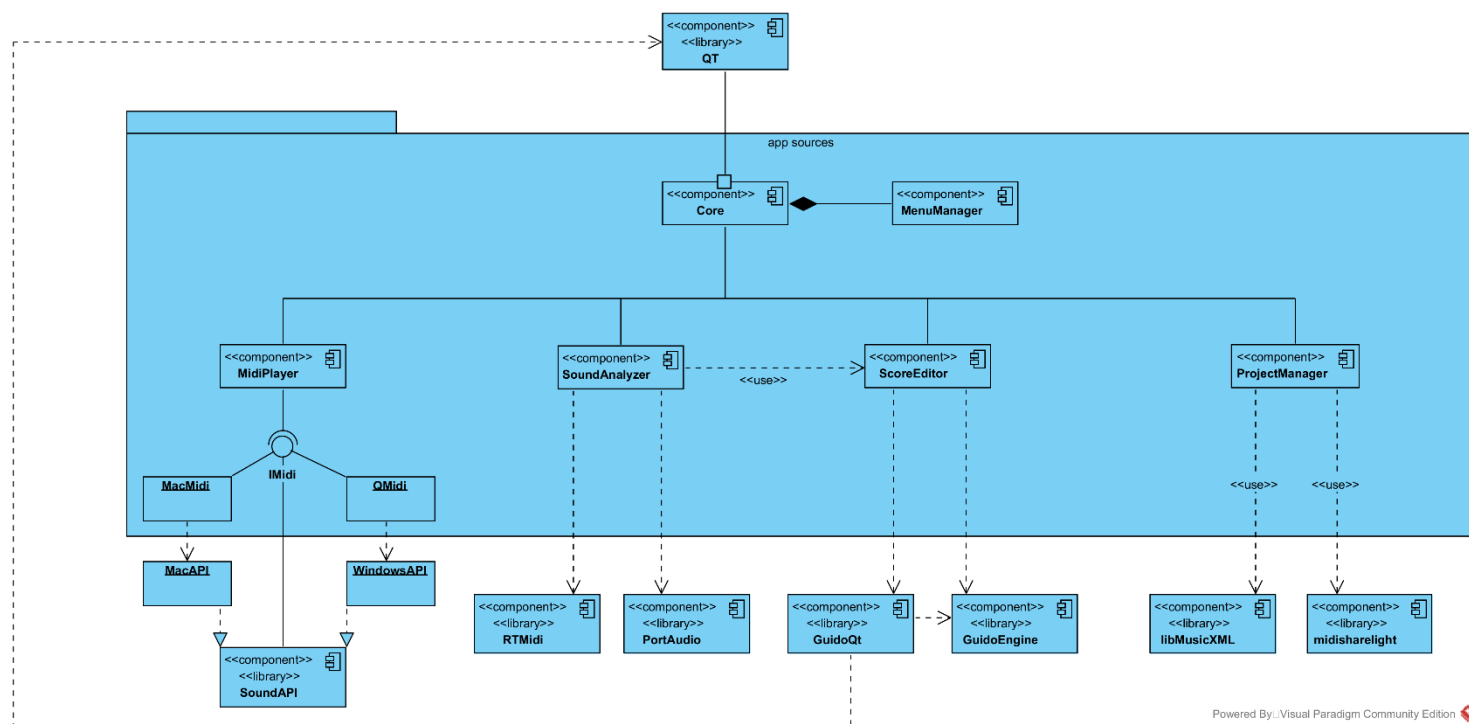 <<component>>
<<library>>
QT
app sources
<<component>>
Core
<<component>>
MenuManager
<<component>>
MidiPlayer
<<component>>
SoundAnalyzer
<<use>>
<<component>>
ScoreEditor
<<component>>
ProjectManager
IMidi
MacMidi
QMidi
<<use>>
<<use>>
MacAPI
WindowsAPI
<<component>>
<<library>>
RTMidi
<<component>>
<<library>>
PortAudio
<<component>>
<<library>>
GuidoQt
<<component>>
<<library>>
GuidoEngine
<<component>>
<<library>>
libMusicXML
<<component>>
<<library>>
midisharelight
<<component>>
<<library>>
SoundAPI
Powered By□Visual Paradigm Community Edition